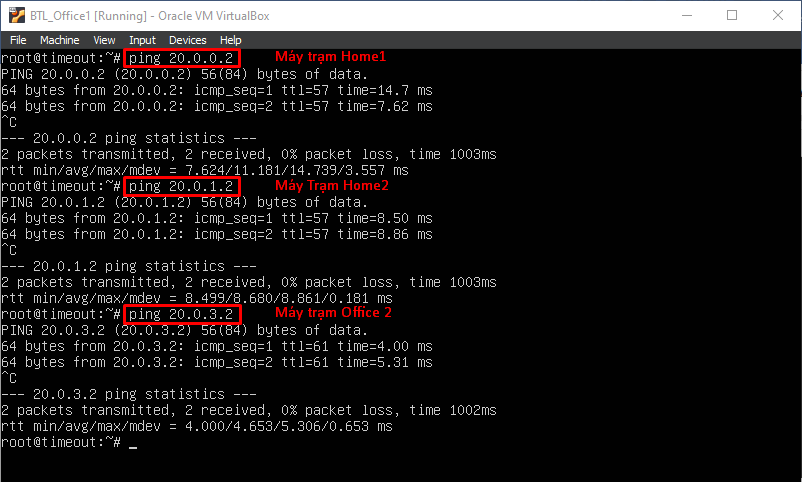 BTL_Office1 [Running] - Oracle VM VirtualBox
File Machine View Input Devices Help
root@timeout:~# ping 20.0.0.2 Máy trạm Home1
PING 20.0.0.2 (20.0.0.2) 56(84) bytes of data.
64 bytes from 20.0.0.2: icmp_seq=1 ttl=57 time=14.7 ms
64 bytes from 20.0.0.2: icmp_seq=2 ttl=57 time=7.62 ms
^C
--- 20.0.0.2 ping statistics ---
2 packets transmitted, 2 received, 0% packet loss, time 1003ms
rtt min/avg/max/mdev = 7.624/11.181/14.739/3.557 ms
root@timeout:~# ping 20.0.1.2 Máy Trạm Home2
PING 20.0.1.2 (20.0.1.2) 56(84) bytes of data.
64 bytes from 20.0.1.2: icmp_seq=1 ttl=57 time=8.50 ms
64 bytes from 20.0.1.2: icmp_seq=2 ttl=57 time=8.86 ms
^C
--- 20.0.1.2 ping statistics ---
2 packets transmitted, 2 received, 0% packet loss, time 1003ms
rtt min/avg/max/mdev = 8.499/8.680/8.861/0.181 ms
root@timeout:~# ping 20.0.3.2 Máy trạm Office 2
PING 20.0.3.2 (20.0.3.2) 56(84) bytes of data.
64 bytes from 20.0.3.2: icmp_seq=1 ttl=61 time=4.00 ms
64 bytes from 20.0.3.2: icmp_seq=2 ttl=61 time=5.31 ms
^C
--- 20.0.3.2 ping statistics ---
2 packets transmitted, 2 received, 0% packet loss, time 1002ms
rtt min/avg/max/mdev = 4.000/4.653/5.306/0.653 ms
root@timeout:~# _